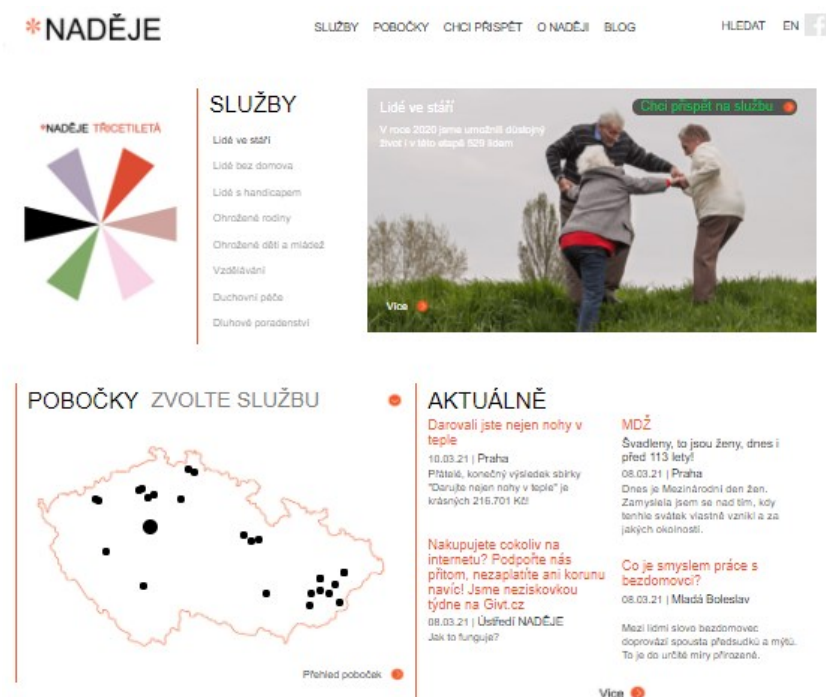 *NADĚJE
SLUŽBY POBOČKY CHCI PŘISPĚT O NADĚJI BLOG
HLEDAT EN
*NADĚJE TŘICETILETÁ
SLUŽBY
Lidé ve stáří
Lidé bez domova
Lidé s handicapem
Ohrožené rodiny
Ohrožené děti a mládež
Vzdělávání
Duchovní péče
Dluhové poradenství
Lidé ve stáří
Chci přispět na službu
V roce 2020 jsme umožnili důstojný
život i v této etapě 529 lidem
Více
POBOČKY ZVOLTE SLUŽBU
Přehled poboček
AKTUÁLNĚ
Darovali jste nejen nohy v
teple
10.03.21 | Praha
Přátelé, konečný výsledek sbírky
"Darujte nejen nohy v teple" je
krásných 216.701 Kč!
Nakupujete cokoliv na
internetu? Podpořte nás
přitom, nezaplatíte ani korunu
navíc! Jsme neziskovkou
týdne na Givt.cz
08.03.21 | Ústředí NADĚJE
Jak to funguje?
MDŽ
Švadleny, to jsou ženy, dnes i
před 113 lety!
08.03.21 | Praha
Dnes je Mezinárodní den žen.
Zamyslela jsem se nad tím, kdy
tenhle svátek vlastně vznikl a za
jakých okolností.
Co je smyslem práce s
bezdomovci?
08.03.21 | Mladá Boleslav
Mezi lidmi slovo bezdomovec
doprovází spousta předsudků a mýtů.
To je do určité míry přirozené.
Více